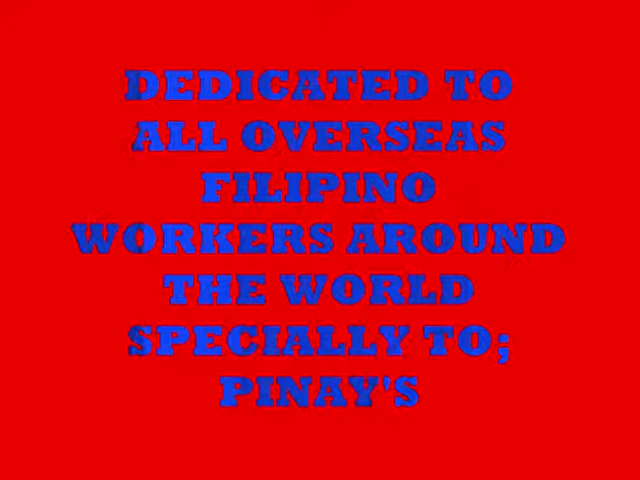 DEDICATED TO
ALL OVERSEAS
FILIPINO
WORKERS AROUND
THE WORLD
SPECIALLY TO;
PINAY'S